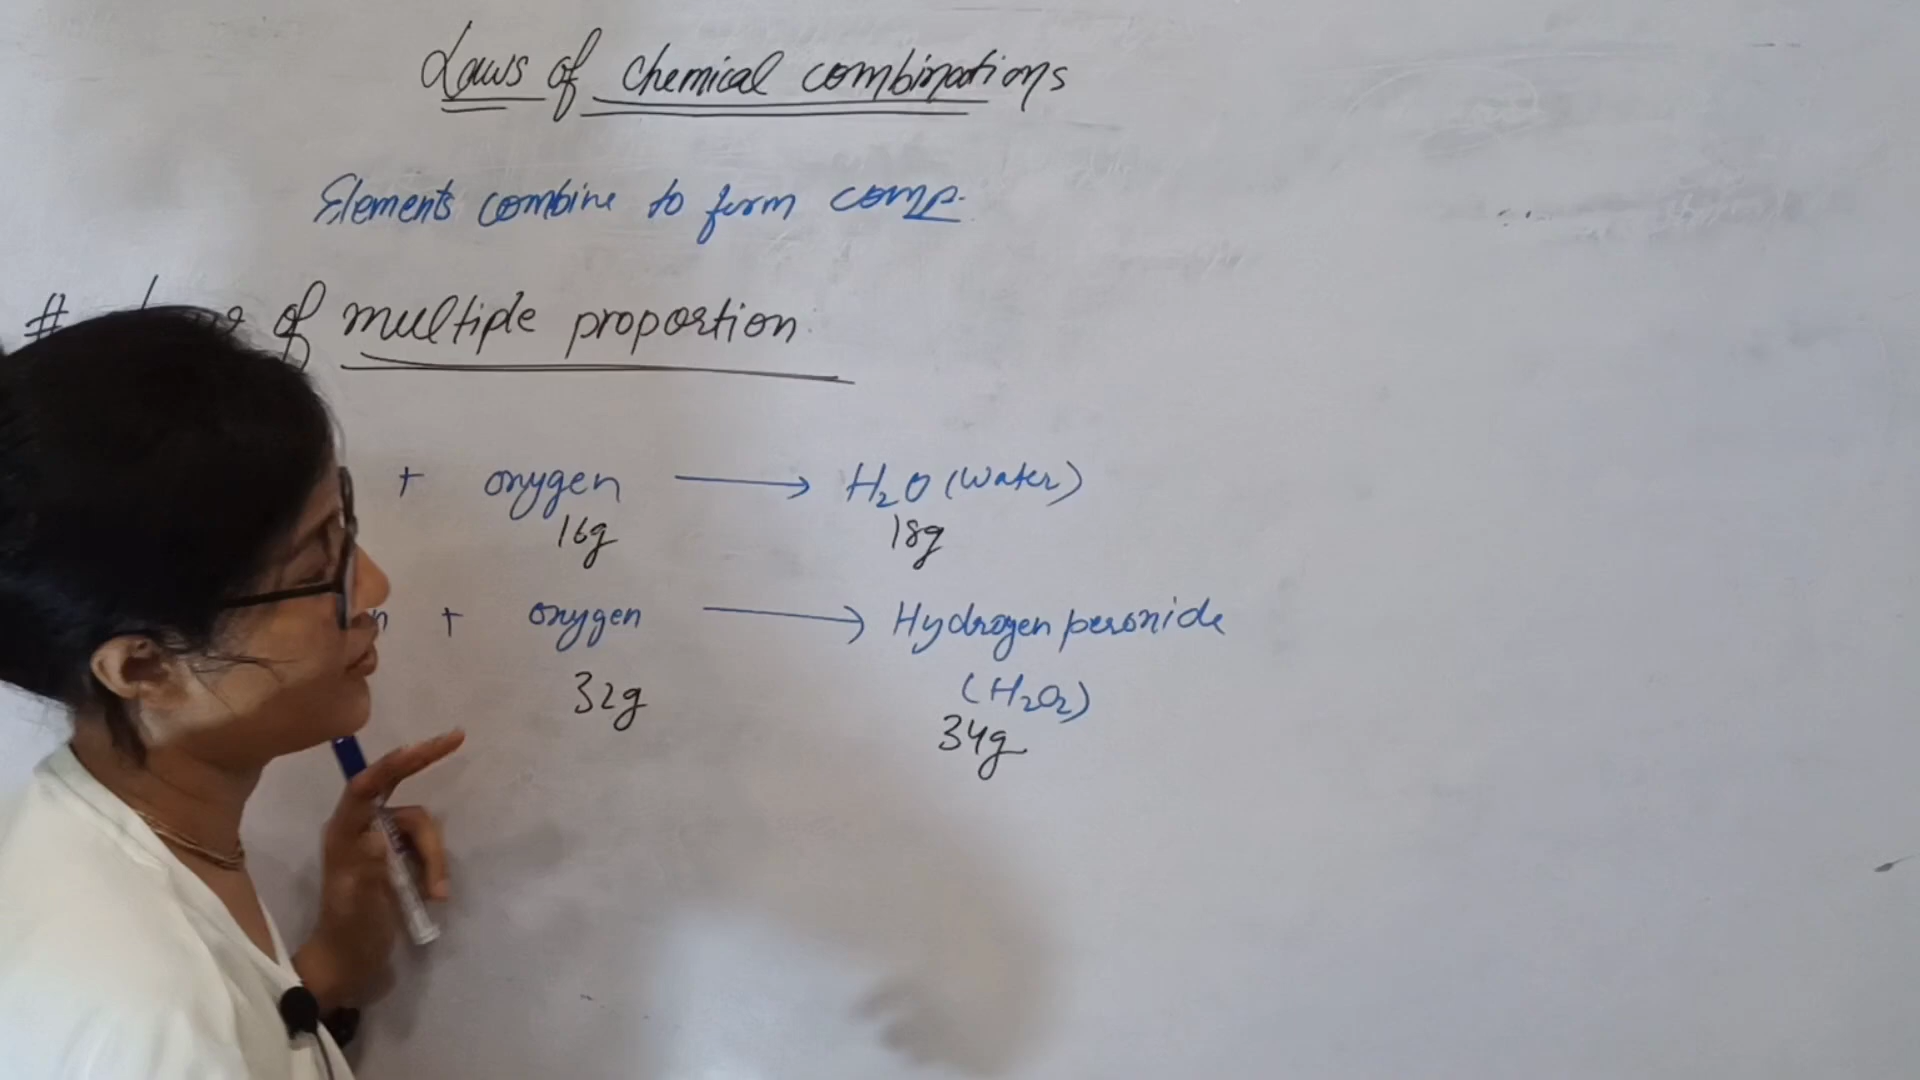 Laws of chemical combinations
Elements combine to form comp.
# of multiple proportion
+ oxygen → H₂O (Water)
16g 18g
n + oxygen → Hydrogen peroxide
(H₂O₂)
32g 34g